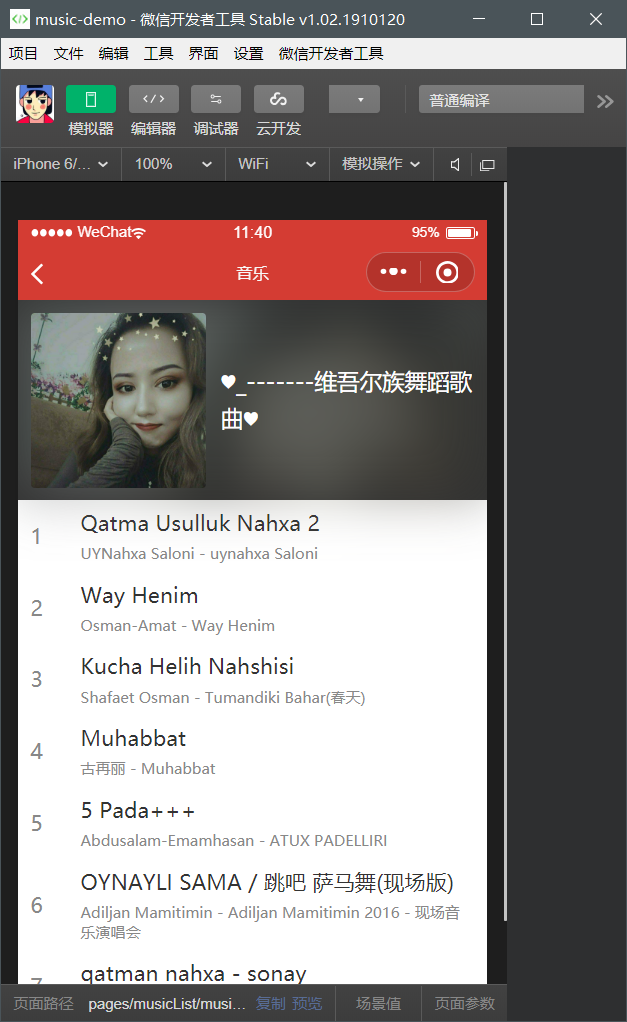 music-demo - 微信开发者工具 Stable v1.02.1910120
项目 文件 编辑 工具 界面 设置 微信开发者工具
普通编译
模拟器 编辑器 调试器 云开发
iPhone 6/... 100% WiFi 模拟操作
WeChat 11:40 95%
音乐
♥_-------维吾尔族舞蹈歌
曲♥
1 Qatma Usulluk Nahxa 2
UYNahxa Saloni - uynahxa Saloni
2 Way Henim
Osman-Amat - Way Henim
3 Kucha Helih Nahshisi
Shafaet Osman - Tumandiki Bahar(春天)
4 Muhabbat
古再丽 - Muhabbat
5 5 Pada+++
Abdusalam-Emamhasan - ATUX PADELLIRI
6 OYNAYLI SAMA / 跳吧 萨马舞(现场版)
Adiljan Mamitimin - Adiljan Mamitimin 2016 - 现场音
乐演唱会
7 qatman nahxa - sonay
页面路径 pages/musicList/musi... 复制 预览 场景值 页面参数